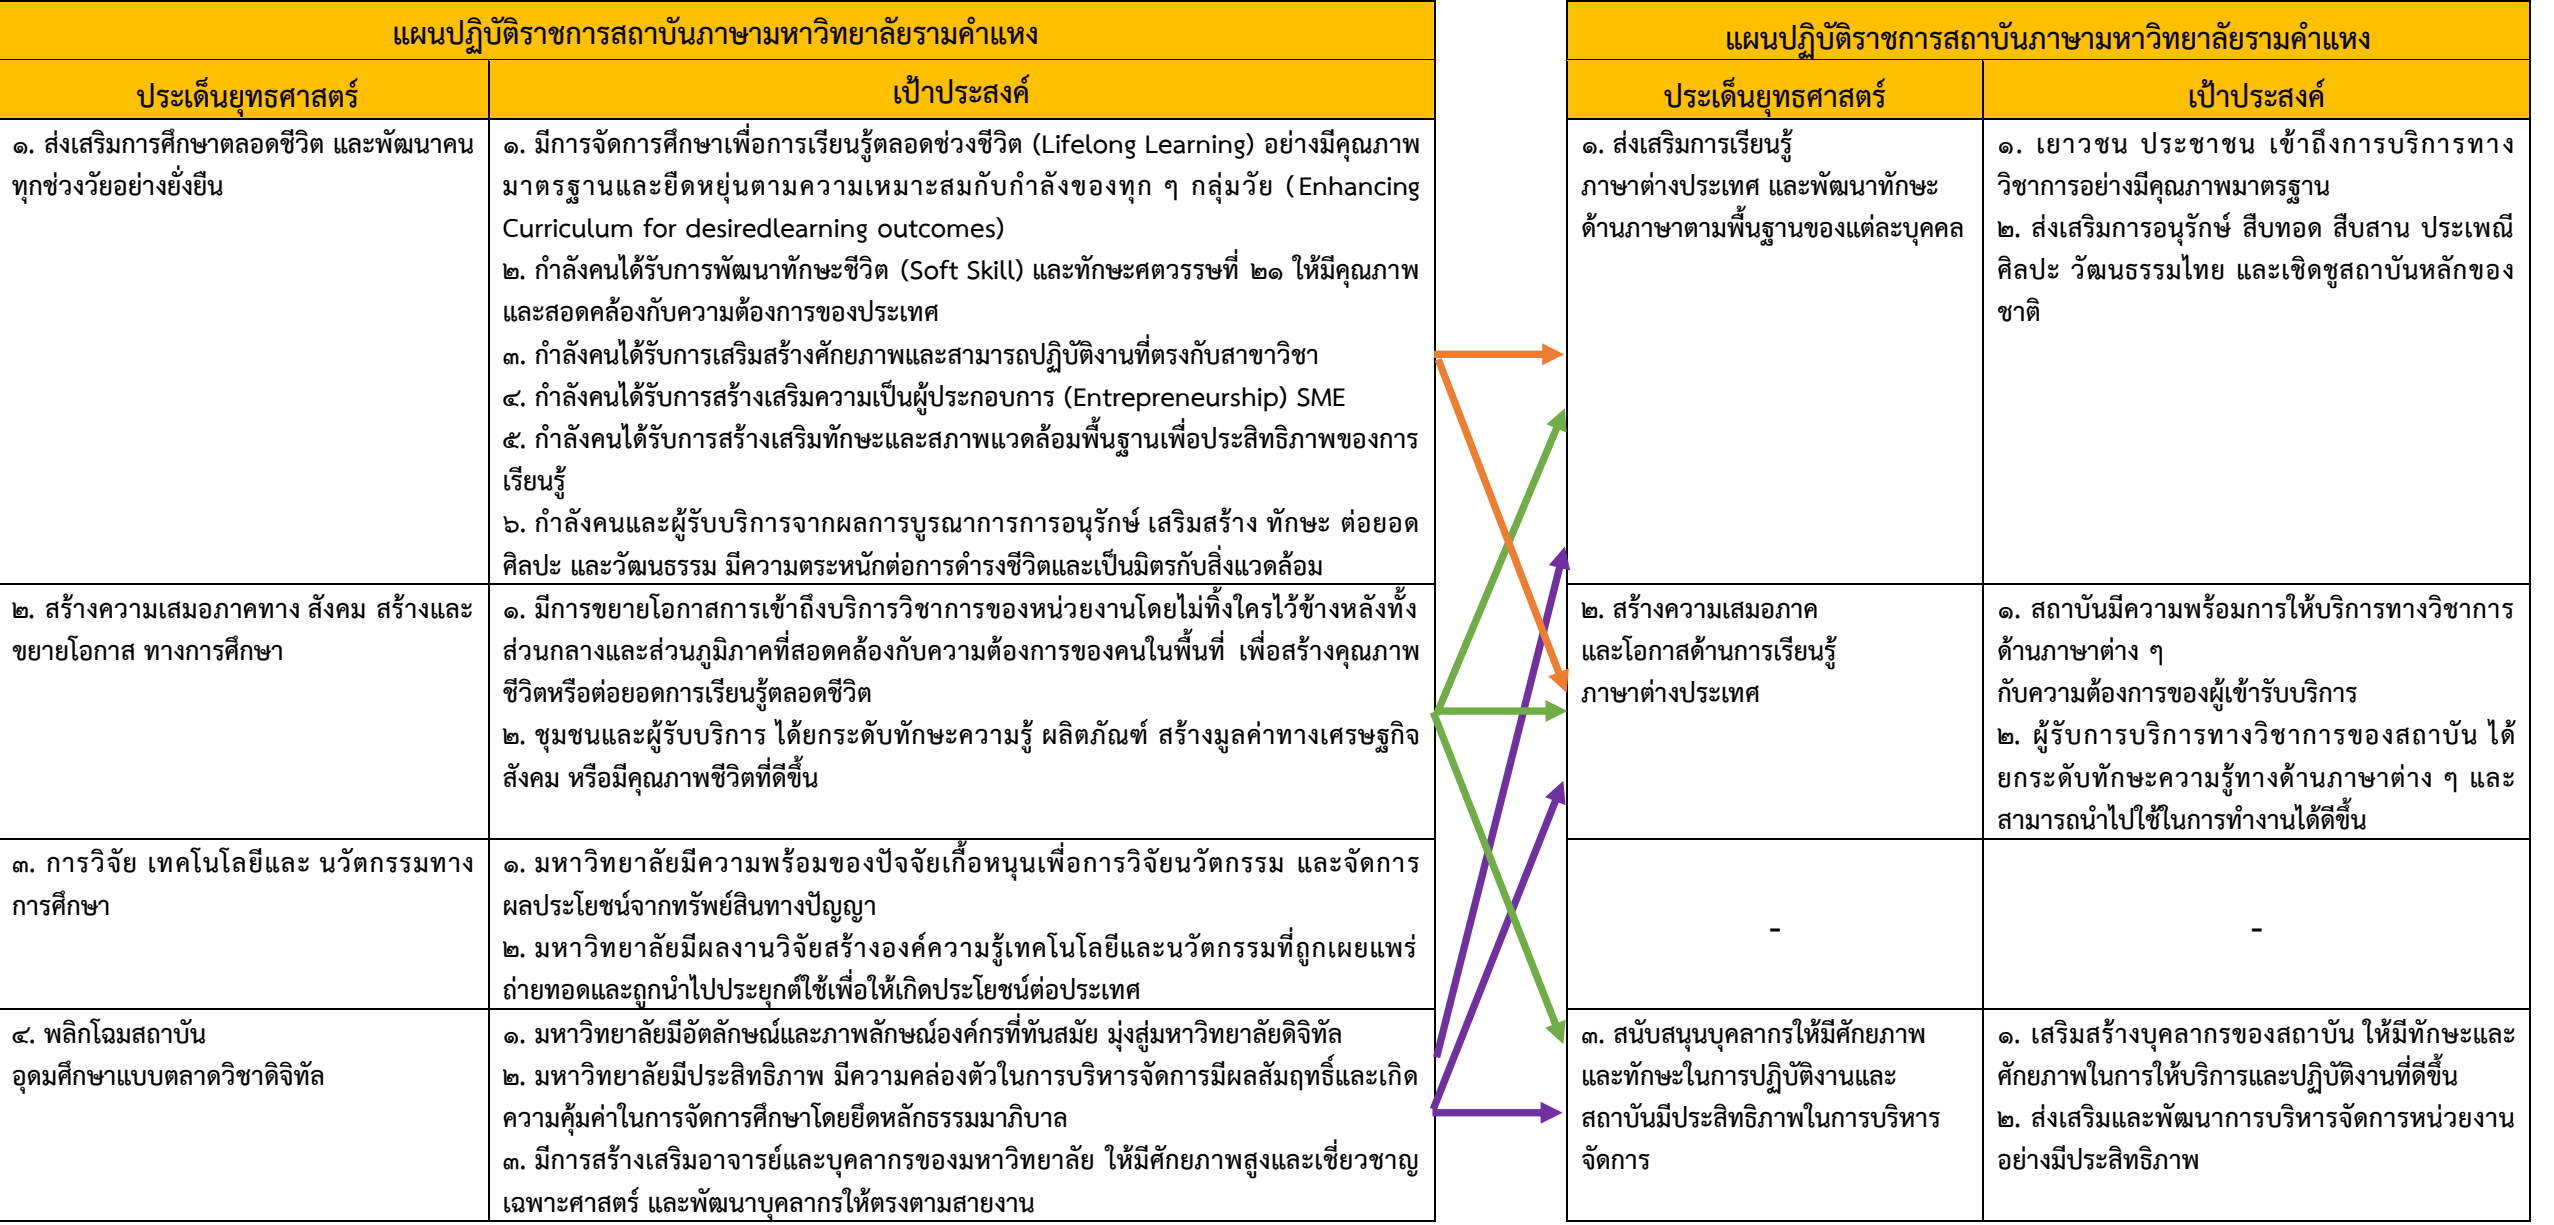 แผนปฏิบัติราชการสถาบันภาษามหาวิทยาลัยรามคำแหง
ประเด็นยุทธศาสตร์
เป้าประสงค์
๑. ส่งเสริมการศึกษาตลอดชีวิต และพัฒนาคน
ทุกช่วงวัยอย่างยั่งยืน
๑. มีการจัดการศึกษาเพื่อการเรียนรู้ตลอดช่วงชีวิต (Lifelong Learning) อย่างมีคุณภาพ
มาตรฐานและยืดหยุ่นตามความเหมาะสมกับกำลังของทุก ๆ กลุ่มวัย (Enhancing
Curriculum for desiredlearning outcomes)
๒. กำลังคนได้รับการพัฒนาทักษะชีวิต (Soft Skill) และทักษะศตวรรษที่ ๒๑ ให้มีคุณภาพ
และสอดคล้องกับความต้องการของประเทศ
๓. กำลังคนได้รับการเสริมสร้างศักยภาพและสามารถปฏิบัติงานที่ตรงกับสาขาวิชา
๔. กำลังคนได้รับการสร้างเสริมความเป็นผู้ประกอบการ (Entrepreneurship) SME
๕. กำลังคนได้รับการสร้างเสริมทักษะและสภาพแวดล้อมพื้นฐานเพื่อประสิทธิภาพของการ
เรียนรู้
๖. กำลังคนและผู้รับบริการจากผลการบูรณาการการอนุรักษ์ เสริมสร้าง ทักษะ ต่อยอด
ศิลปะ และวัฒนธรรม มีความตระหนักต่อการดำรงชีวิตและเป็นมิตรกับสิ่งแวดล้อม
๒. สร้างความเสมอภาคทาง สังคม สร้างและ
ขยายโอกาส ทางการศึกษา
๑. มีการขยายโอกาสการเข้าถึงบริการวิชาการของหน่วยงานโดยไม่ทิ้งใครไว้ข้างหลังทั้ง
ส่วนกลางและส่วนภูมิภาคที่สอดคล้องกับความต้องการของคนในพื้นที่ เพื่อสร้างคุณภาพ
ชีวิตหรือต่อยอดการเรียนรู้ตลอดชีวิต
๒. ชุมชนและผู้รับบริการ ได้ยกระดับทักษะความรู้ ผลิตภัณฑ์ สร้างมูลค่าทางเศรษฐกิจ
สังคม หรือมีคุณภาพชีวิตที่ดีขึ้น
๓. การวิจัย เทคโนโลยีและ นวัตกรรมทาง
การศึกษา
๑. มหาวิทยาลัยมีความพร้อมของปัจจัยเกื้อหนุนเพื่อการวิจัยนวัตกรรม และจัดการ
ผลประโยชน์จากทรัพย์สินทางปัญญา
๒. มหาวิทยาลัยมีผลงานวิจัยสร้างองค์ความรู้เทคโนโลยีและนวัตกรรมที่ถูกเผยแพร่
ถ่ายทอดและถูกนำไปประยุกต์ใช้เพื่อให้เกิดประโยชน์ต่อประเทศ
๔. พลิกโฉมสถาบัน
อุดมศึกษาแบบตลาดวิชาดิจิทัล
๑. มหาวิทยาลัยมีอัตลักษณ์และภาพลักษณ์องค์กรที่ทันสมัย มุ่งสู่มหาวิทยาลัยดิจิทัล
๒. มหาวิทยาลัยมีประสิทธิภาพ มีความคล่องตัวในการบริหารจัดการมีผลสัมฤทธิ์และเกิด
ความคุ้มค่าในการจัดการศึกษาโดยยึดหลักธรรมมาภิบาล
๓. มีการสร้างเสริมอาจารย์และบุคลากรของมหาวิทยาลัย ให้มีศักยภาพสูงและเชี่ยวชาญ
เฉพาะศาสตร์ และพัฒนาบุคลากรให้ตรงตามสายงาน
แผนปฏิบัติราชการสถาบันภาษามหาวิทยาลัยรามคำแหง
ประเด็นยุทธศาสตร์
เป้าประสงค์
๑. ส่งเสริมการเรียนรู้
ภาษาต่างประเทศ และพัฒนาทักษะ
ด้านภาษาตามพื้นฐานของแต่ละบุคคล
๑. เยาวชน ประชาชน เข้าถึงการบริการทาง
วิชาการอย่างมีคุณภาพมาตรฐาน
๒. ส่งเสริมการอนุรักษ์ สืบทอด สืบสาน ประเพณี
ศิลปะ วัฒนธรรมไทย และเชิดชูสถาบันหลักของ
ชาติ
๒. สร้างความเสมอภาค
และโอกาสด้านการเรียนรู้
ภาษาต่างประเทศ
๑. สถาบันมีความพร้อมการให้บริการทางวิชาการ
ด้านภาษาต่าง ๆ
กับความต้องการของผู้เข้ารับบริการ
๒. ผู้รับการบริการทางวิชาการของสถาบัน ได้
ยกระดับทักษะความรู้ทางด้านภาษาต่าง ๆ และ
สามารถนำไปใช้ในการทำงานได้ดีขึ้น
-
-
๓. สนับสนุนบุคลากรให้มีศักยภาพ
และทักษะในการปฏิบัติงานและ
สถาบันมีประสิทธิภาพในการบริหาร
จัดการ
๑. เสริมสร้างบุคลากรของสถาบัน ให้มีทักษะและ
ศักยภาพในการให้บริการและปฏิบัติงานที่ดีขึ้น
๒. ส่งเสริมและพัฒนาการบริหารจัดการหน่วยงาน
อย่างมีประสิทธิภาพ